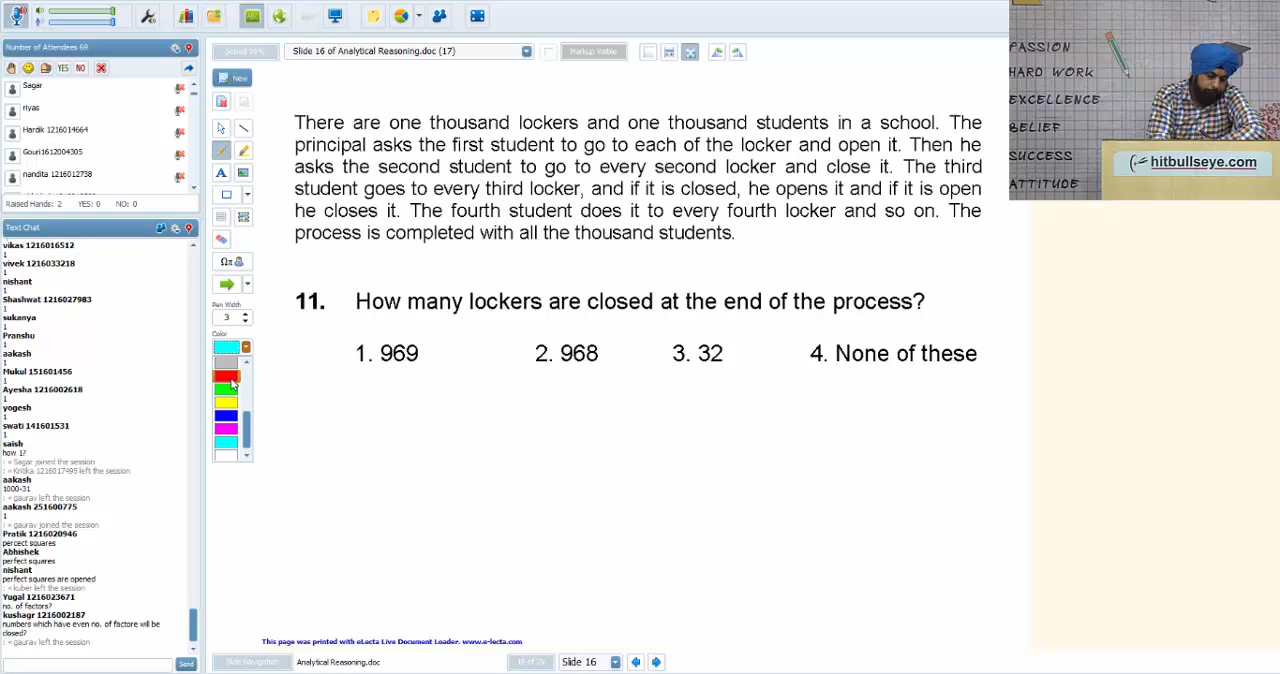 Scaled 99%
Slide 16 of Analytical Reasoning.doc (17)
Markup Visible
Number of Attendees 69
YES
NO
Sagar
riyas
Hardik 1216014664
Gouri1612004305
nandita 1216012738
Raised Hands: 2 YES: 0 NO: 0
Text Chat
vikas 1216016512
1
vivek 1216033218
1
nishant
1
Shashwat 1216027983
1
sukanya
1
Pranshu
1
aakash
1
Mukul 151601456
1
Ayesha 1216002618
1
yogesh
1
swati 141601531
1
saish
how 1?
: » Sagar joined the session
: « Kritika 1216017495 left the session
aakash
1000-31
: « gaurav left the session
aakash 251600775
1
: » gaurav joined the session
Pratik 1216020946
percect squares
Abhishek
perfect squares
nishant
perfect squares are opened
: « kuber left the session
Yugal 1216023671
no. of factors?
kushagr 1216002187
numbers which have even no. of factore will be
closed?
: « gaurav left the session
Send
New
A
Ωπ
Pen Width
3
Color
There are one thousand lockers and one thousand students in a school. The
principal asks the first student to go to each of the locker and open it. Then he
asks the second student to go to every second locker and close it. The third
student goes to every third locker, and if it is closed, he opens it and if it is open
he closes it. The fourth student does it to every fourth locker and so on. The
process is completed with all the thousand students.
11. How many lockers are closed at the end of the process?
1. 969 2. 968 3. 32 4. None of these
This page was printed with eLecta Live Document Loader. www.e-lecta.com
Slide Navigation
Analytical Reasoning.doc
Slide 16
PASSION
HARD WORK
EXCELLENCE
BELIEF
SUCCESS
ATTITUDE
hitbullseye.com